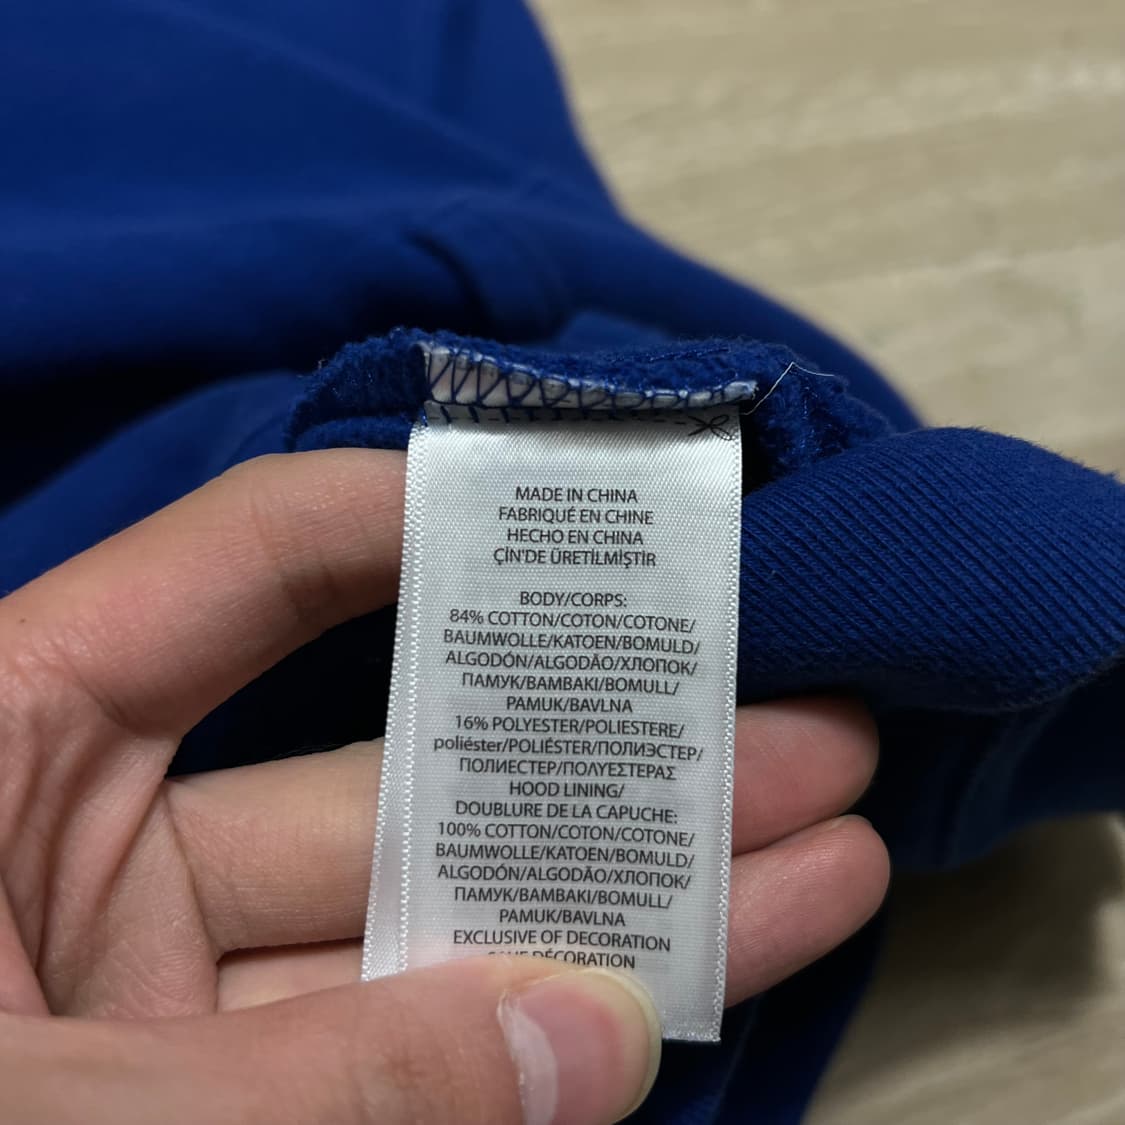 MADE IN CHINA
FABRIQUÉ EN CHINE
HECHO EN CHINA
ÇİN'DE ÜRETİLMİŞTİR
BODY/CORPS:
84% COTTON/COTON/COTONE/
BAUMWOLLE/KATOEN/BOMULD/
ALGODÓN/ALGODÃO/ХЛОПОК/
ПАМУК/ΒΑΜΒΑΚΙ/BOMULL/
PAMUK/BAVLNA
16% POLYESTER/POLIESTERE/
poliéster/POLIÉSTER/ПОЛИЭСТЕР/
ПОЛИЕСТЕР/ΠΟΛΥΕΣΤΕΡΑΣ
HOOD LINING/
DOUBLURE DE LA CAPUCHE:
100% COTTON/COTON/COTONE/
BAUMWOLLE/KATOEN/BOMULD/
ALGODÓN/ALGODÃO/ХЛОПОК/
ПАМУК/ΒΑΜΒΑΚΙ/BOMULL/
PAMUK/BAVLNA
EXCLUSIVE OF DECORATION
DÉCORATION